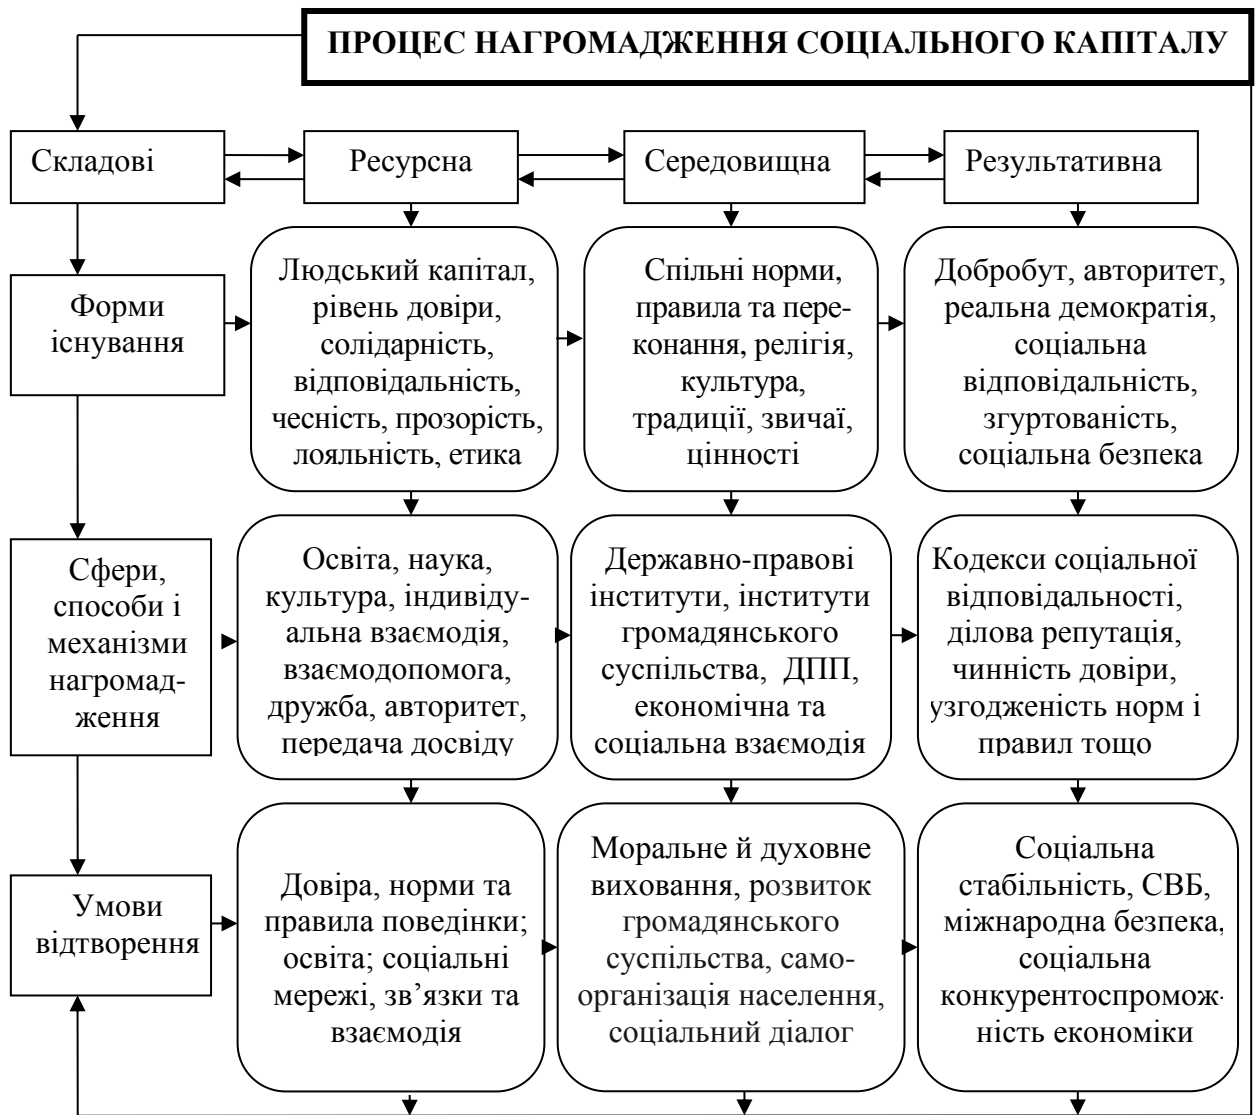 ПРОЦЕС НАГРОМАДЖЕННЯ СОЦІАЛЬНОГО КАПІТАЛУ
Складові
Ресурсна
Середовищна
Результативна
Форми
існування
Людський капітал,
рівень довіри,
солідарність,
відповідальність,
чесність, прозорість,
лояльність, етика
Спільні норми,
правила та пере-
конання, релігія,
культура,
традиції, звичаї,
цінності
Добробут, авторитет,
реальна демократія,
соціальна
відповідальність,
згуртованість,
соціальна безпека
Сфери,
способи і
механізми
нагромад-
ження
Освіта, наука,
культура, індивіду-
альна взаємодія,
взаємодопомога,
дружба, авторитет,
передача досвіду
Державно-правові
інститути, інститути
громадянського
суспільства, ДПП,
економічна та
соціальна взаємодія
Кодекси соціальної
відповідальності,
ділова репутація,
чинність довіри,
узгодженість норм і
правил тощо
Умови
відтворення
Довіра, норми та
правила поведінки;
освіта; соціальні
мережі, зв’язки та
взаємодія
Моральне й духовне
виховання, розвиток
громадянського
суспільства, само-
організація населення,
соціальний діалог
Соціальна
стабільність, СВБ,
міжнародна безпека,
соціальна
конкурентоспромож-
ність економіки